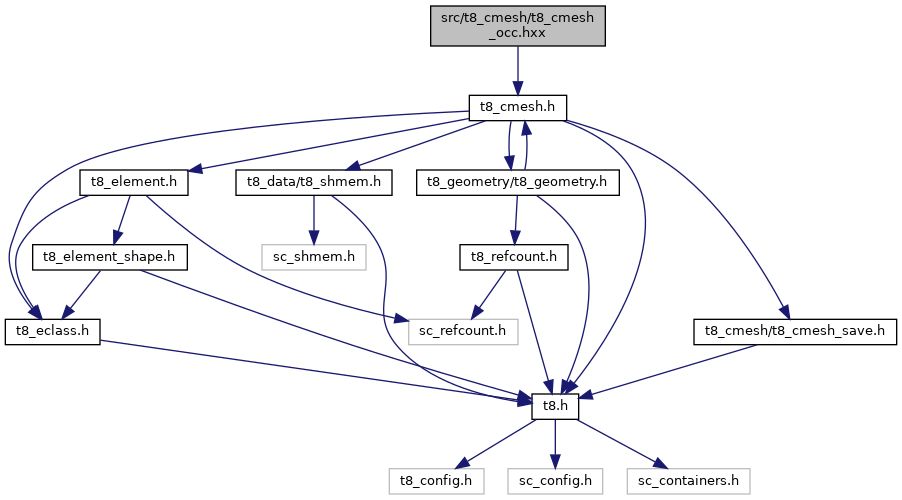 src/t8_cmesh/t8_cmesh
_occ.hxx
t8_cmesh.h
t8_element.h
t8_data/t8_shmem.h
t8_geometry/t8_geometry.h
t8_element_shape.h
sc_shmem.h
t8_refcount.h
t8_eclass.h
sc_refcount.h
t8_cmesh/t8_cmesh_save.h
t8.h
t8_config.h
sc_config.h
sc_containers.h